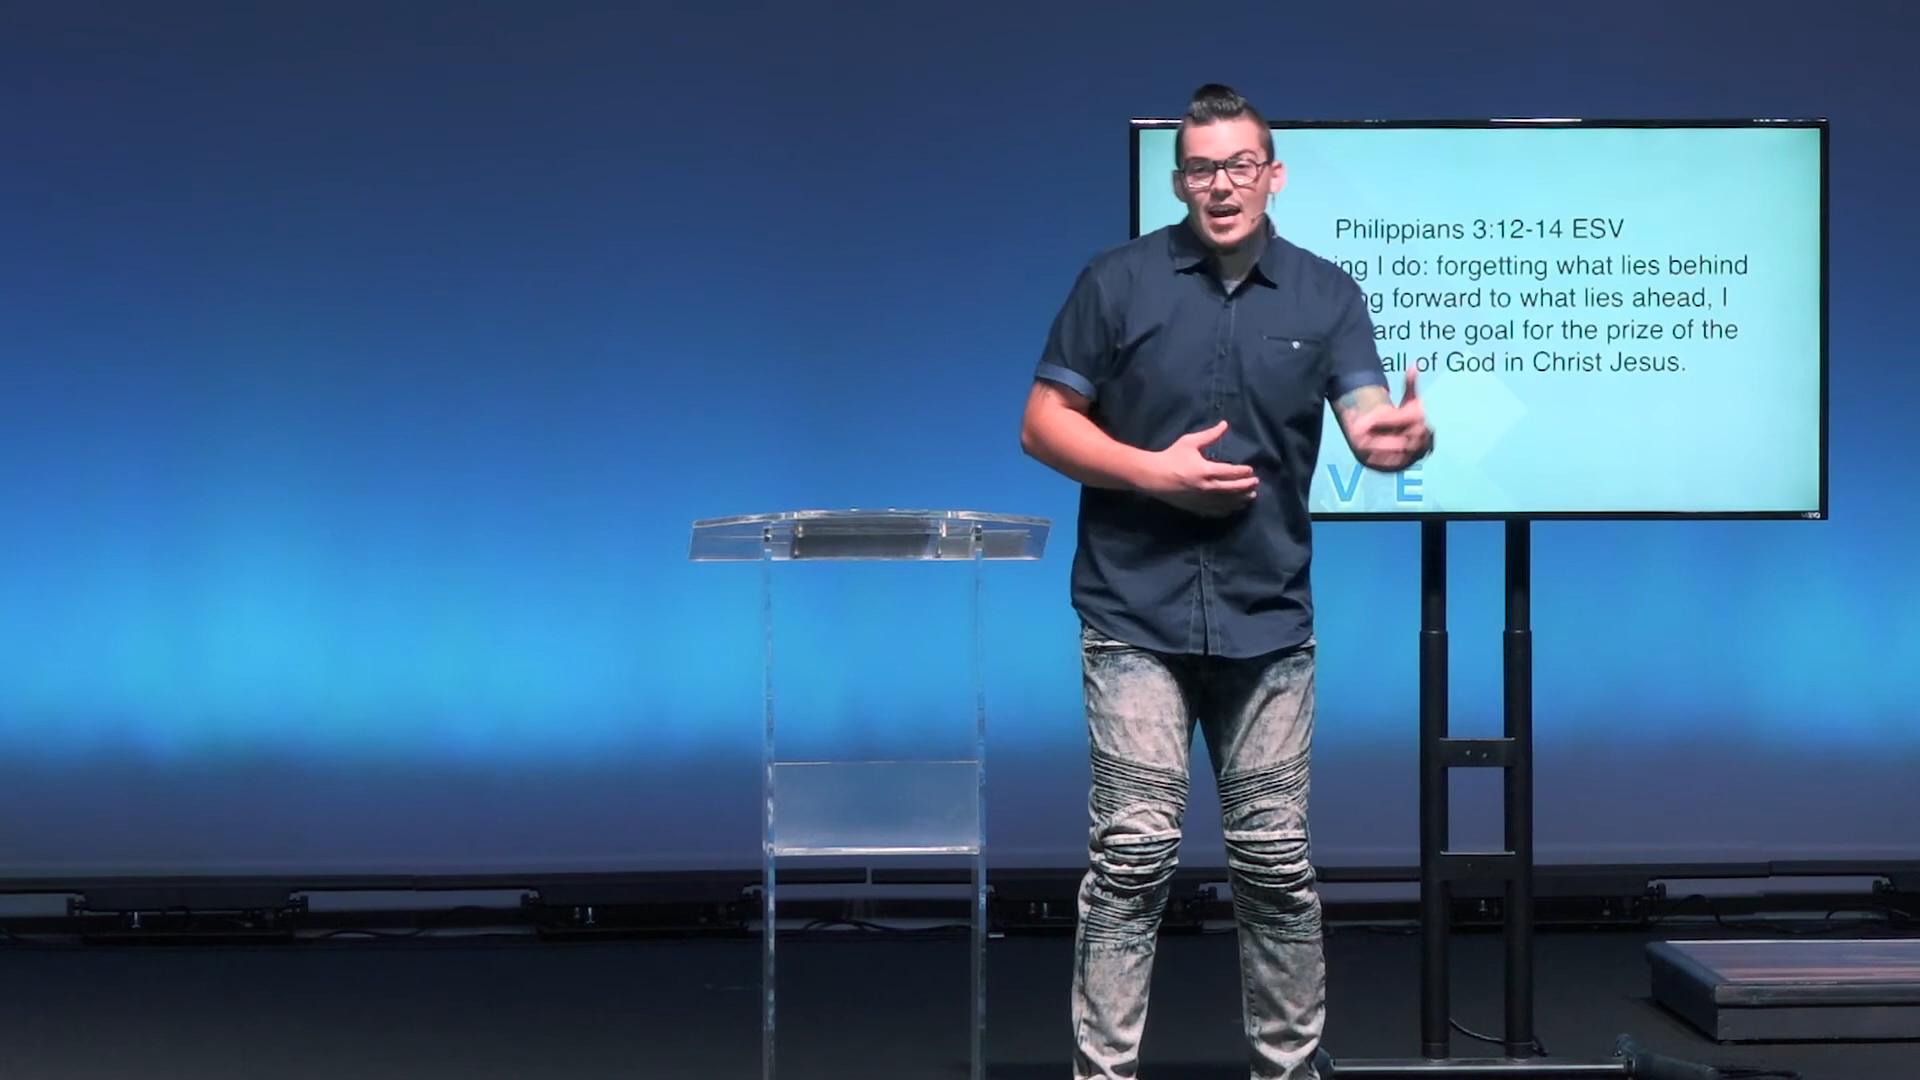 Philippians 3:12-14 ESV
I do: forgetting what lies behind
forward to what lies ahead, I
the goal for the prize of the
of God in Christ Jesus.
V E
VIZIO